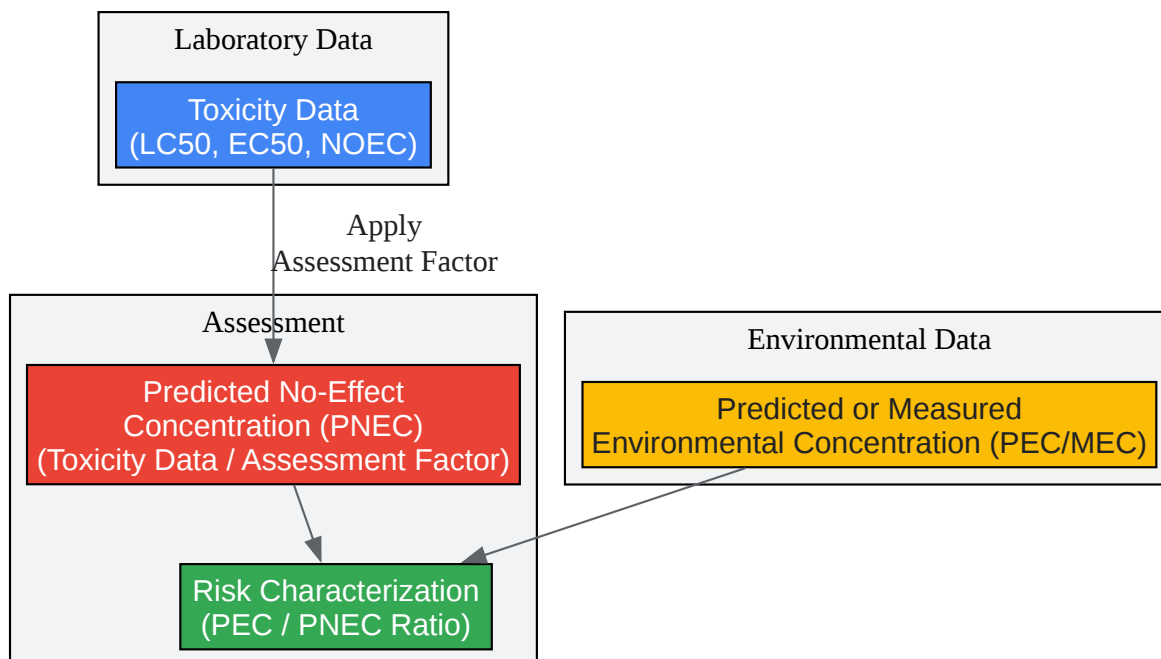 Laboratory Data
Toxicity Data
(LC50, EC50, NOEC)
Apply
Assessment Factor
Assessment
Predicted No-Effect
Concentration (PNEC)
(Toxicity Data / Assessment Factor)
Environmental Data
Predicted or Measured
Environmental Concentration (PEC/MEC)
Risk Characterization
(PEC / PNEC Ratio)